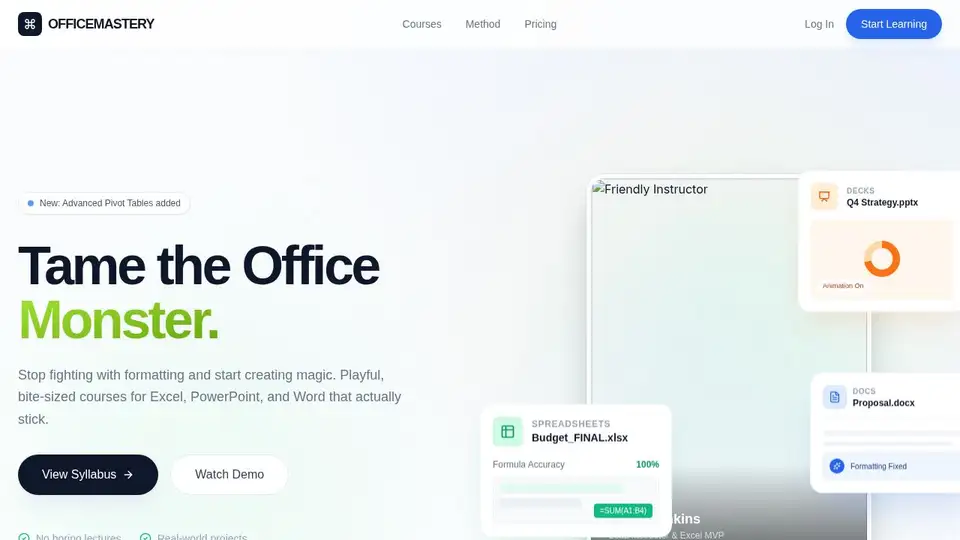 OFFICEMASTERY
Courses
Method
Pricing
Log In
Start Learning
New: Advanced Pivot Tables added
Tame the Office
Monster.
Stop fighting with formatting and start creating magic. Playful,
bite-sized courses for Excel, PowerPoint, and Word that actually
stick.
View Syllabus →
Watch Demo
No boring lectures
Real-world projects
Friendly Instructor
DECKS
Q4 Strategy.pptx
Animation On
DOCS
Proposal.docx
Formatting Fixed
SPREADSHEETS
Budget_FINAL.xlsx
Formula Accuracy
100%
=SUM(A1:B4)
& Excel MVP